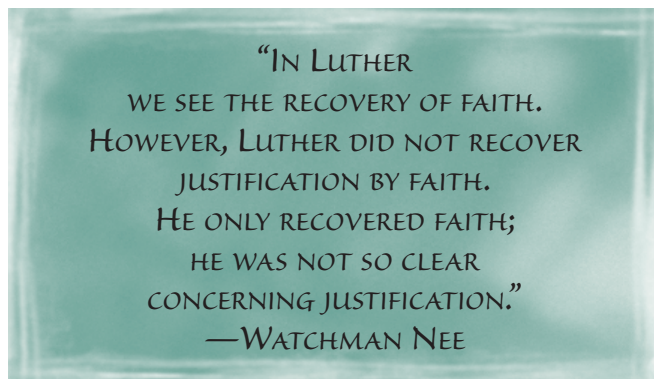 “In Luther
we see the recovery of faith.
However, Luther did not recover
justification by faith.
He only recovered faith;
he was not so clear
concerning justification.”
—Watchman Nee